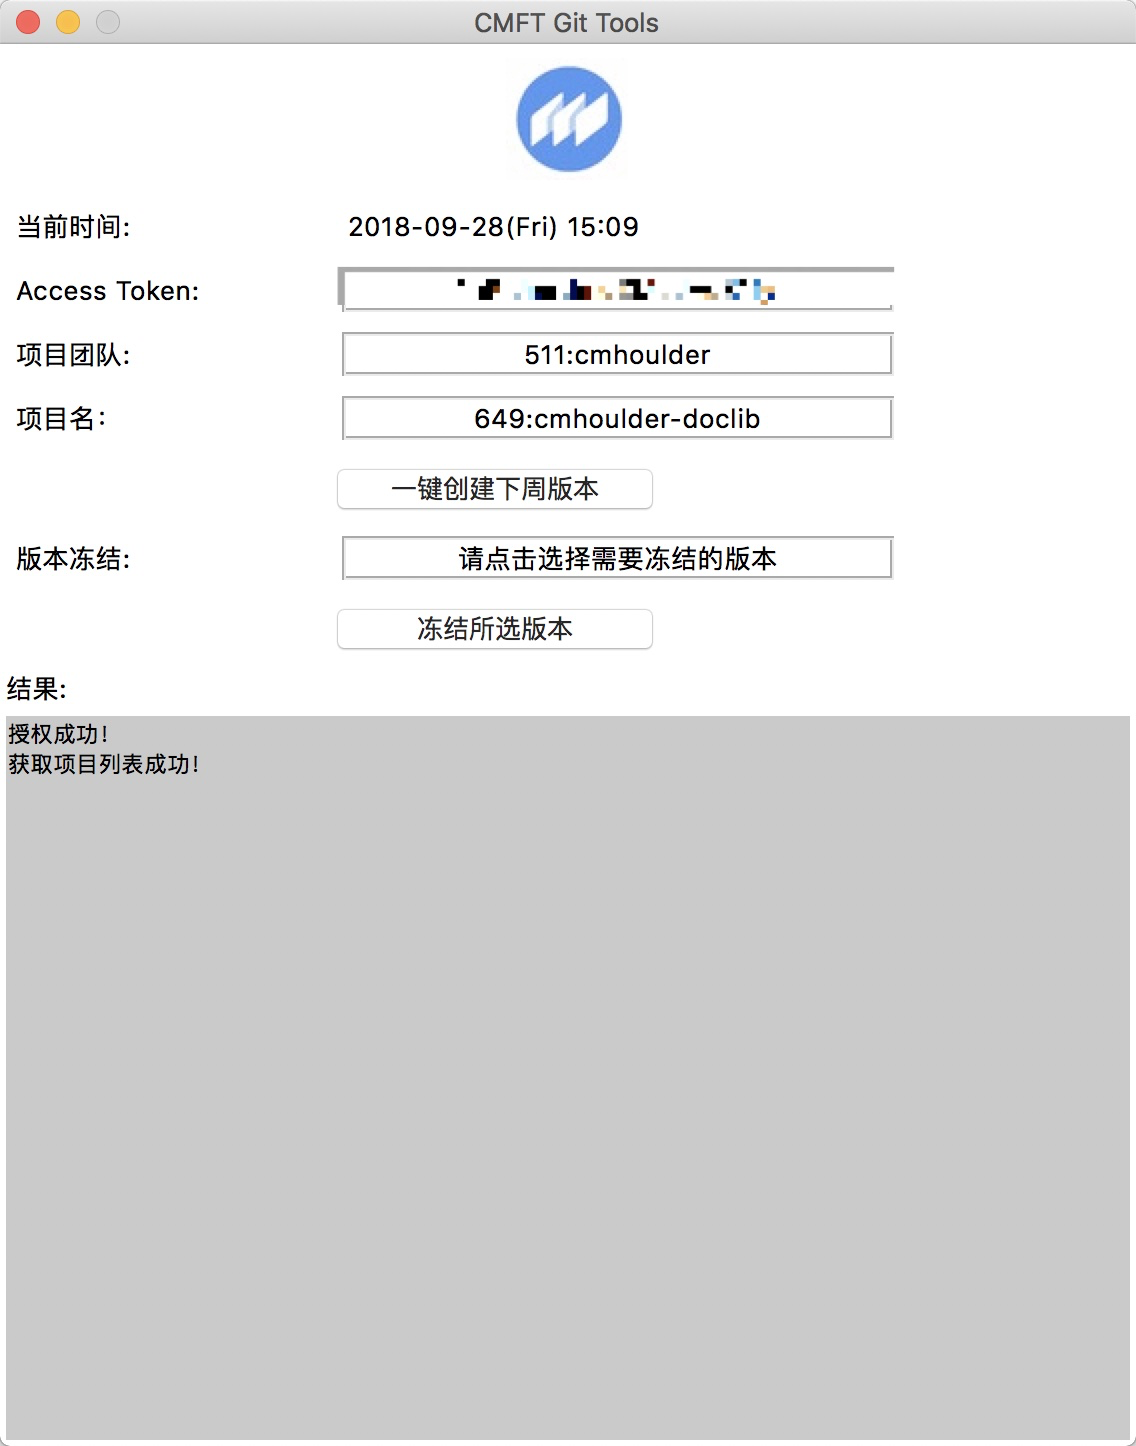 CMFT Git Tools
当前时间: 2018-09-28(Fri) 15:09
Access Token:
项目团队: 511:cmhoulder
项目名: 649:cmhoulder-doclib
一键创建下周版本
版本冻结: 请点击选择需要冻结的版本
冻结所选版本
结果:
授权成功!
获取项目列表成功!